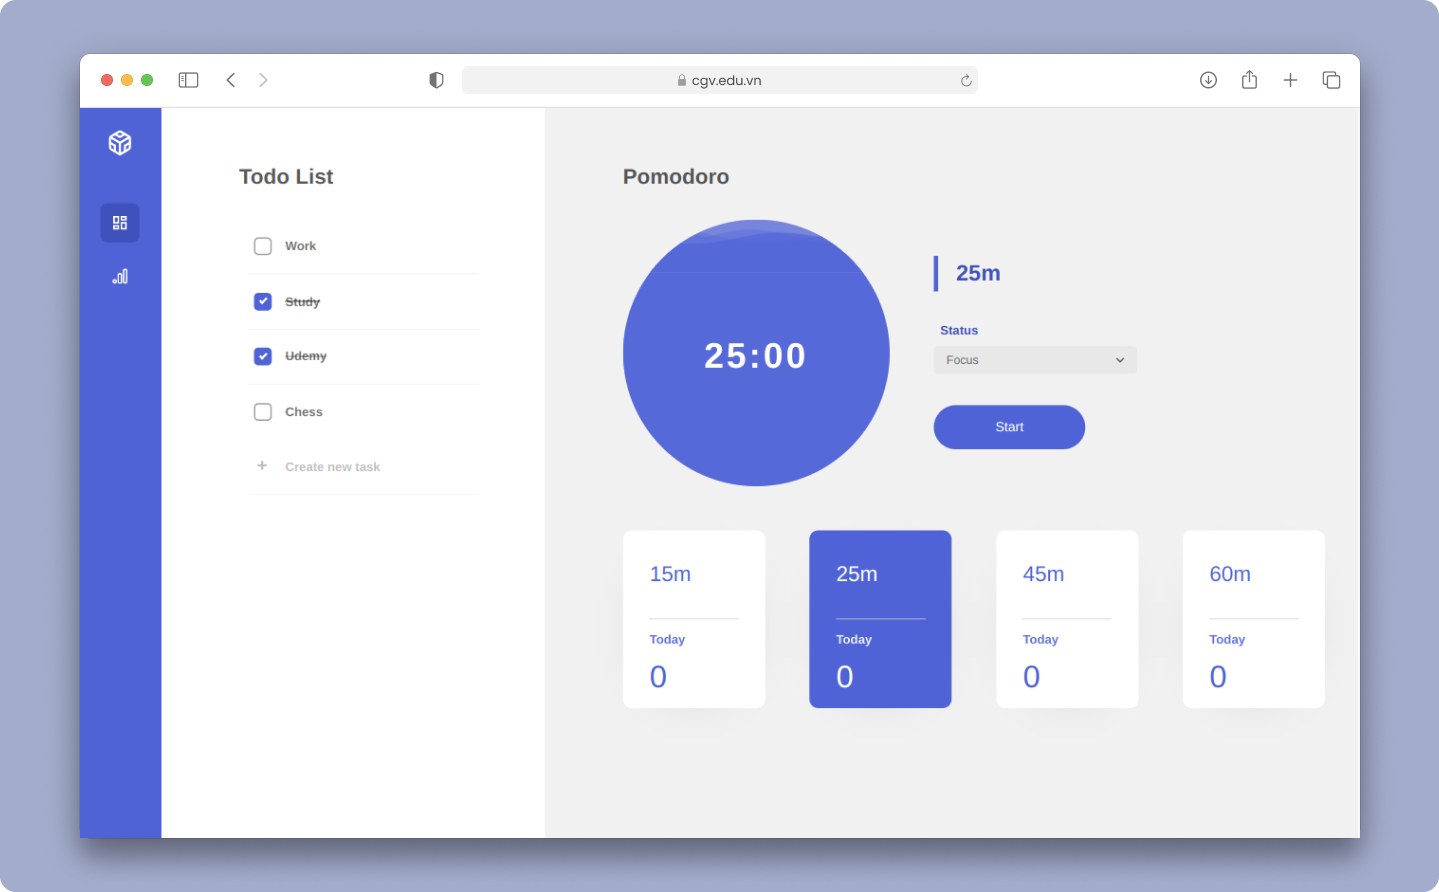 cgv.edu.vn
Todo List
Work
Study
Udemy
Chess
+ Create new task
Pomodoro
25:00
25m
Status
Focus
Start
15m
Today
0
25m
Today
0
45m
Today
0
60m
Today
0